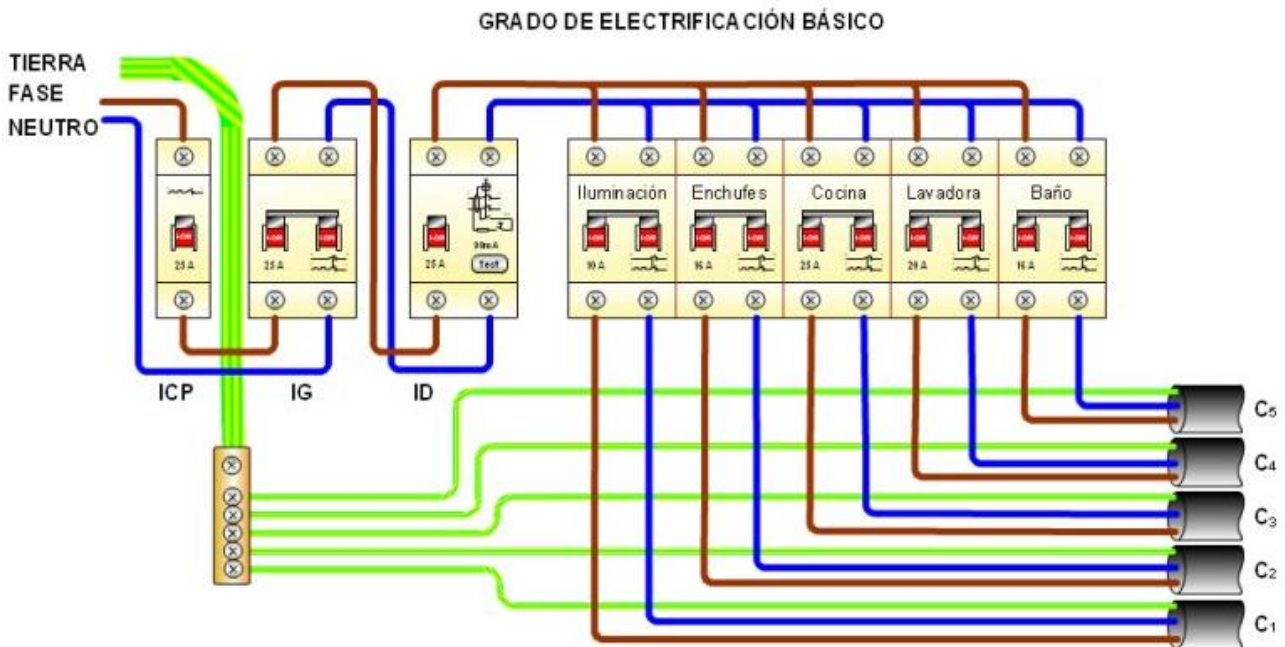 GRADO DE ELECTRIFICACIÓN BÁSICO
TIERRA
FASE
NEUTRO
Iluminación
Enchufes
Cocina
Lavadora
Baño
25 A
25 A
25 A
Test
10 A
16 A
25 A
20 A
16 A
ICP
IG
ID
C5
C4
C3
C2
C1